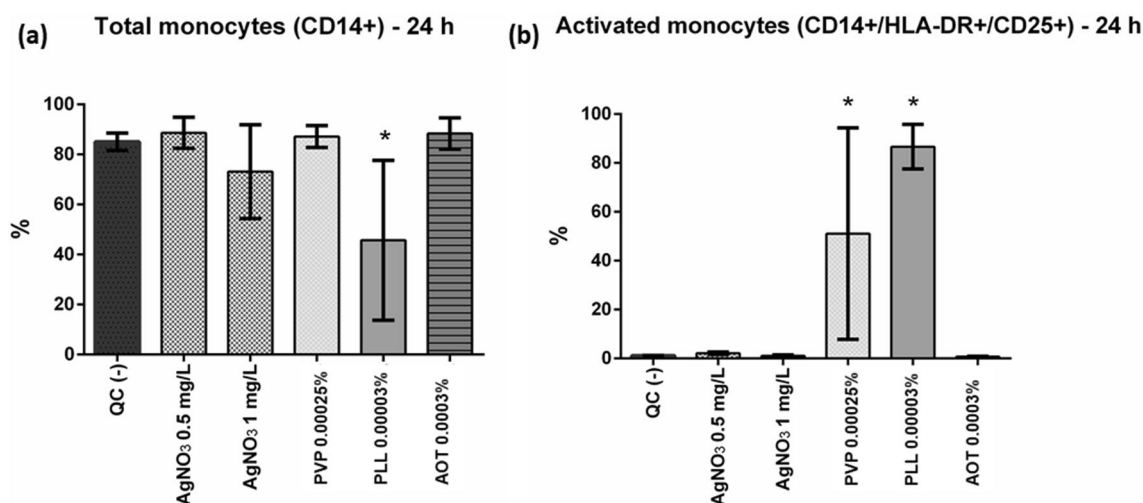 (a) Total monocytes (CD14+) - 24 h
%
100
80
60
40
20
0
*
QC (-)
AgNO₃ 0.5 mg/L
AgNO₃ 1 mg/L
PVP 0.00025%
PLL 0.00003%
AOT 0.0003%
(b) Activated monocytes (CD14+/HLA-DR+/CD25+) - 24 h
%
100
80
60
40
20
0
*
*
QC (-)
AgNO₃ 0.5 mg/L
AgNO₃ 1 mg/L
PVP 0.00025%
PLL 0.00003%
AOT 0.0003%